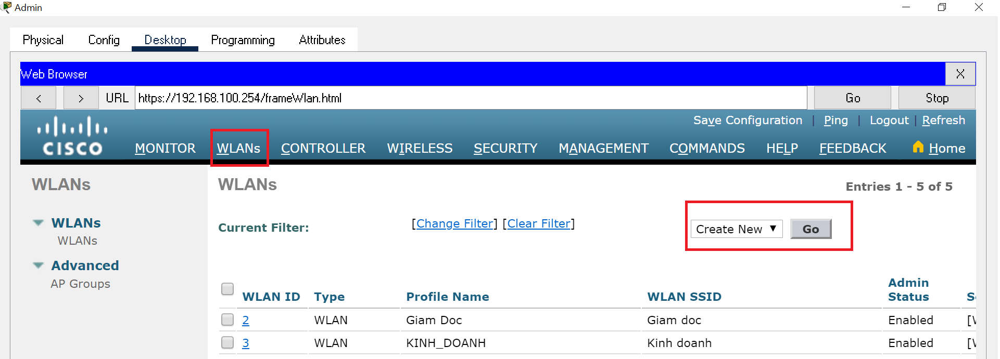 Admin
Physical Config Desktop Programming Attributes
Web Browser X
< > URL https://192.168.100.254/frameWlan.html Go Stop
Save Configuration | Ping | Logout | Refresh
CISCO MONITOR WLANs CONTROLLER WIRELESS SECURITY MANAGEMENT COMMANDS HELP FEEDBACK Home
WLANs
WLANs
WLANs
Advanced
AP Groups
WLANs
Entries 1 - 5 of 5
Current Filter: [Change Filter] [Clear Filter] Create New Go
WLAN ID Type Profile Name WLAN SSID Admin Status
2 WLAN Giam Doc Giam doc Enabled
3 WLAN KINH_DOANH Kinh doanh Enabled